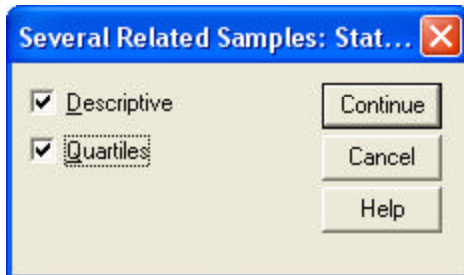 Several Related Samples: Stat...
Descriptive
Quartiles
Continue
Cancel
Help